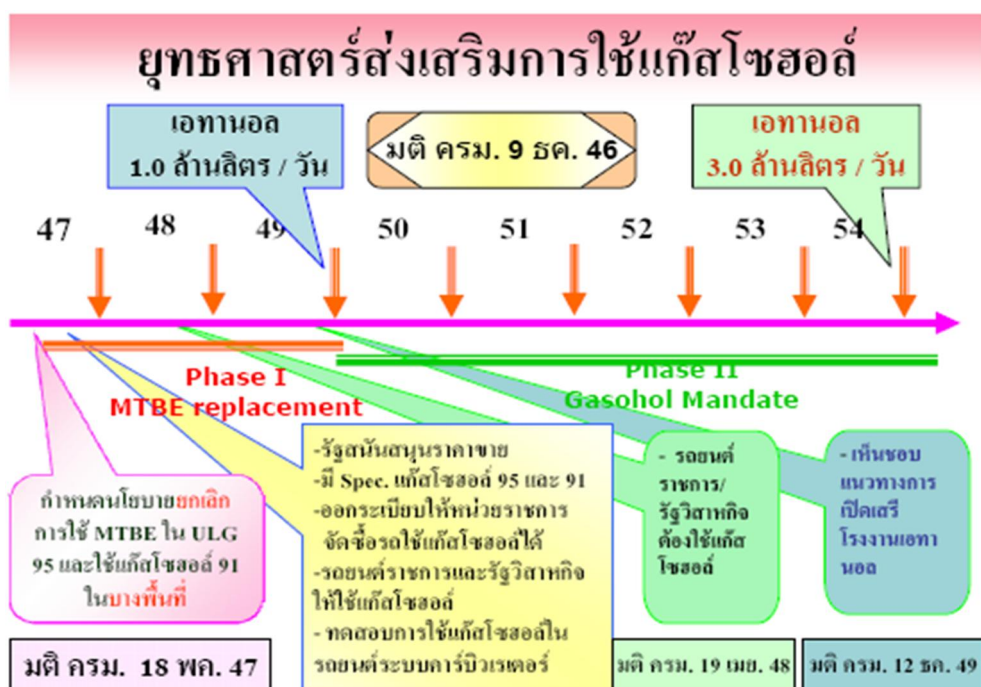 ยุทธศาสตร์ส่งเสริมการใช้แก๊สโซฮอล์
เอทานอล
1.0 ล้านลิตร / วัน
มติ ครม. 9 ธค. 46
เอทานอล
3.0 ล้านลิตร / วัน
47 48 49 50 51 52 53 54
Phase I
MTBE replacement
Phase II
Gasohol Mandate
กำหนดนโยบายยกเลิก
การใช้ MTBE ใน ULG
95 และใช้แก๊สโซฮอล์ 91
ในบางพื้นที่
มติ ครม. 18 พค. 47
-รัฐสนันสนุนราคาขาย
-มี Spec. แก๊สโซฮอล์ 95 และ 91
-ออกระเบียบให้หน่วยราชการ
จัดซื้อรถใช้แก๊สโซฮอล์ได้
-รถยนต์ราชการและรัฐวิสาหกิจ
ให้ใช้แก๊สโซฮอล์
- ทดสอบการใช้แก๊สโซฮอล์ใน
รถยนต์ระบบคาร์บิวเรเตอร์
- รถยนต์
ราชการ/
รัฐวิสาหกิจ
ต้องใช้แก๊ส
โซฮอล์
มติ ครม. 19 เมย. 48
- เห็นชอบ
แนวทางการ
เปิดเสรี
โรงงานเอทา
นอล
มติ ครม. 12 ธค. 49